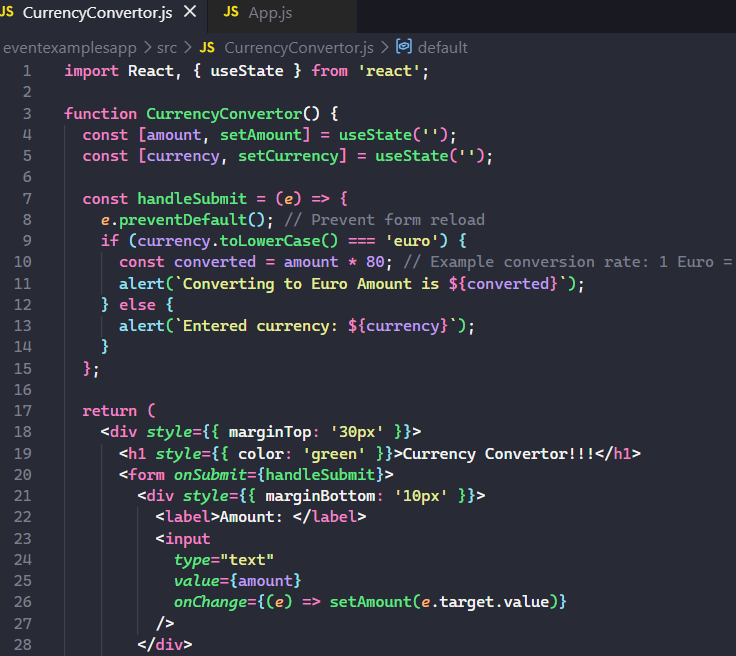 JS CurrencyConvertor.js × JS App.js
eventexamplesapp > src > JS CurrencyConvertor.js > default
1 import React, { useState } from 'react';
2
3 function CurrencyConvertor() {
4 const [amount, setAmount] = useState('');
5 const [currency, setCurrency] = useState('');
6
7 const handleSubmit = (e) => {
8 e.preventDefault(); // Prevent form reload
9 if (currency.toLowerCase() === 'euro') {
10 const converted = amount * 80; // Example conversion rate: 1 Euro =
11 alert(`Converting to Euro Amount is ${converted}`);
12 } else {
13 alert(`Entered currency: ${currency}`);
14 }
15 };
16
17 return (
18 <div style={{ marginTop: '30px' }}>
19 <h1 style={{ color: 'green' }}>Currency Convertor!!!</h1>
20 <form onSubmit={handleSubmit}>
21 <div style={{ marginBottom: '10px' }}>
22 <label>Amount: </label>
23 <input
24 type="text"
25 value={amount}
26 onChange={(e) => setAmount(e.target.value)}
27 />
28 </div>